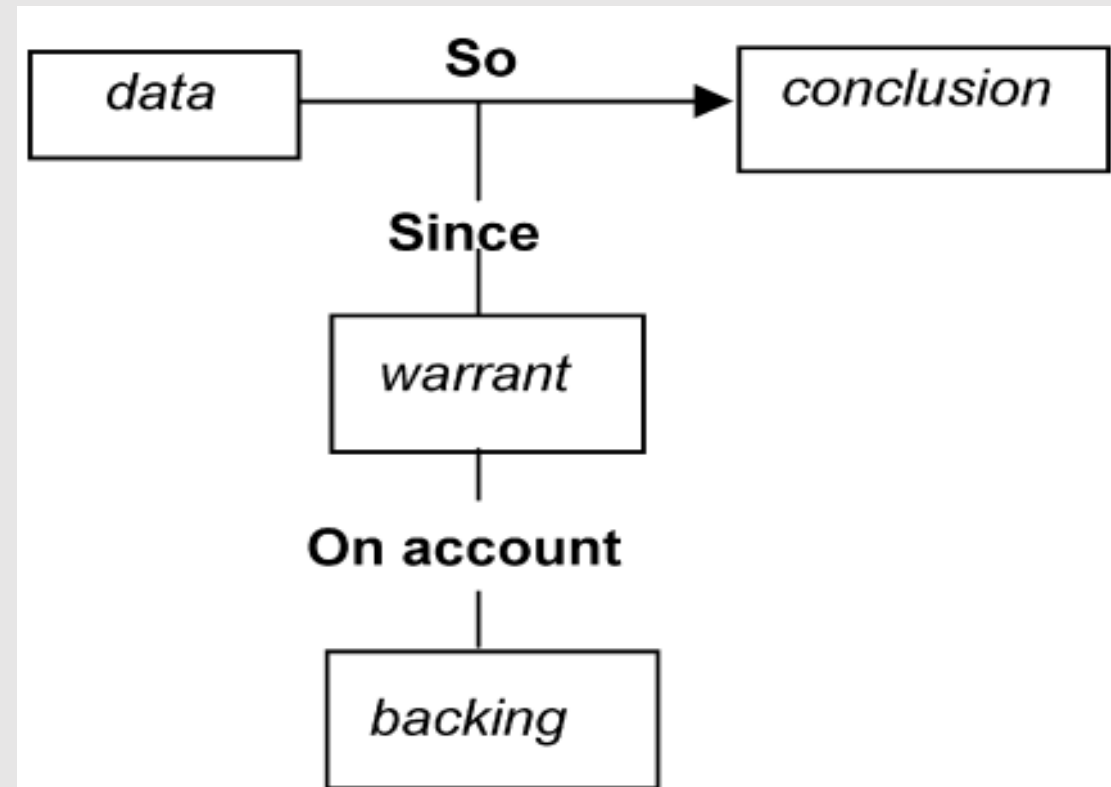 So
data
conclusion
Since
warrant
On account
backing